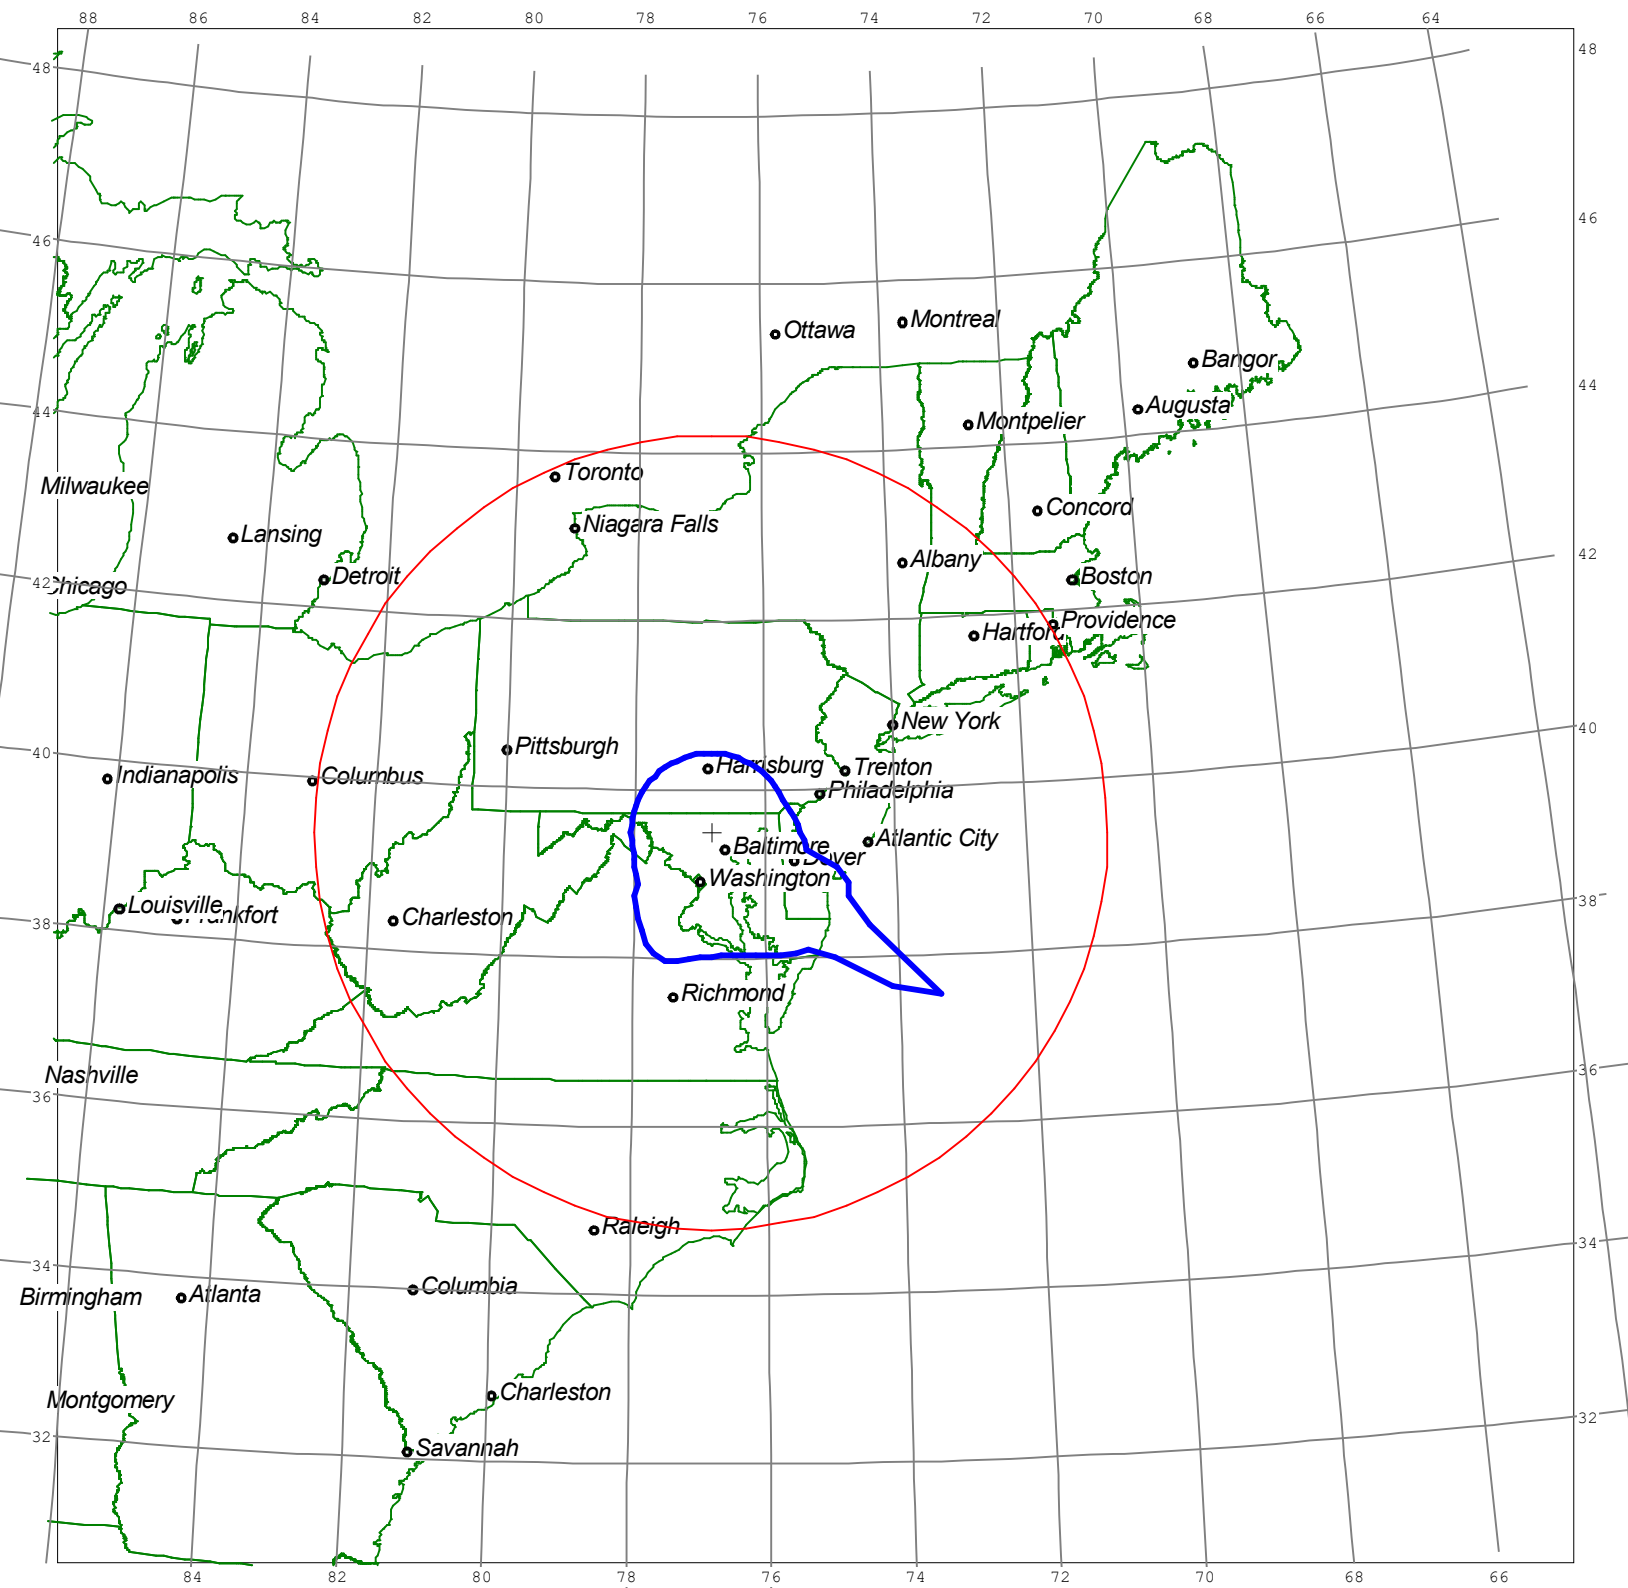 88 86 84 82 80 78 76 74 72 70 68 66 64
48 48
46 46
Ottawa Montreal
Bangor
44 44
Augusta
Montpelier
Toronto
Milwaukee
Concord
Niagara Falls
Lansing
Albany 42
Detroit Boston
42 Chicago
Providence
Hartford
New York 40
Pittsburgh
40 Harrisburg Trenton
Indianapolis Columbus
Philadelphia
Atlantic City
Baltimore
Dover
Washington
38
Louisville
Frankfort Charleston
38
Richmond
36
Nashville
36
Raleigh
34
34
Columbia
Birmingham Atlanta
Charleston
Montgomery
32
32
Savannah
84 82 80 78 76 74 72 70 68 66